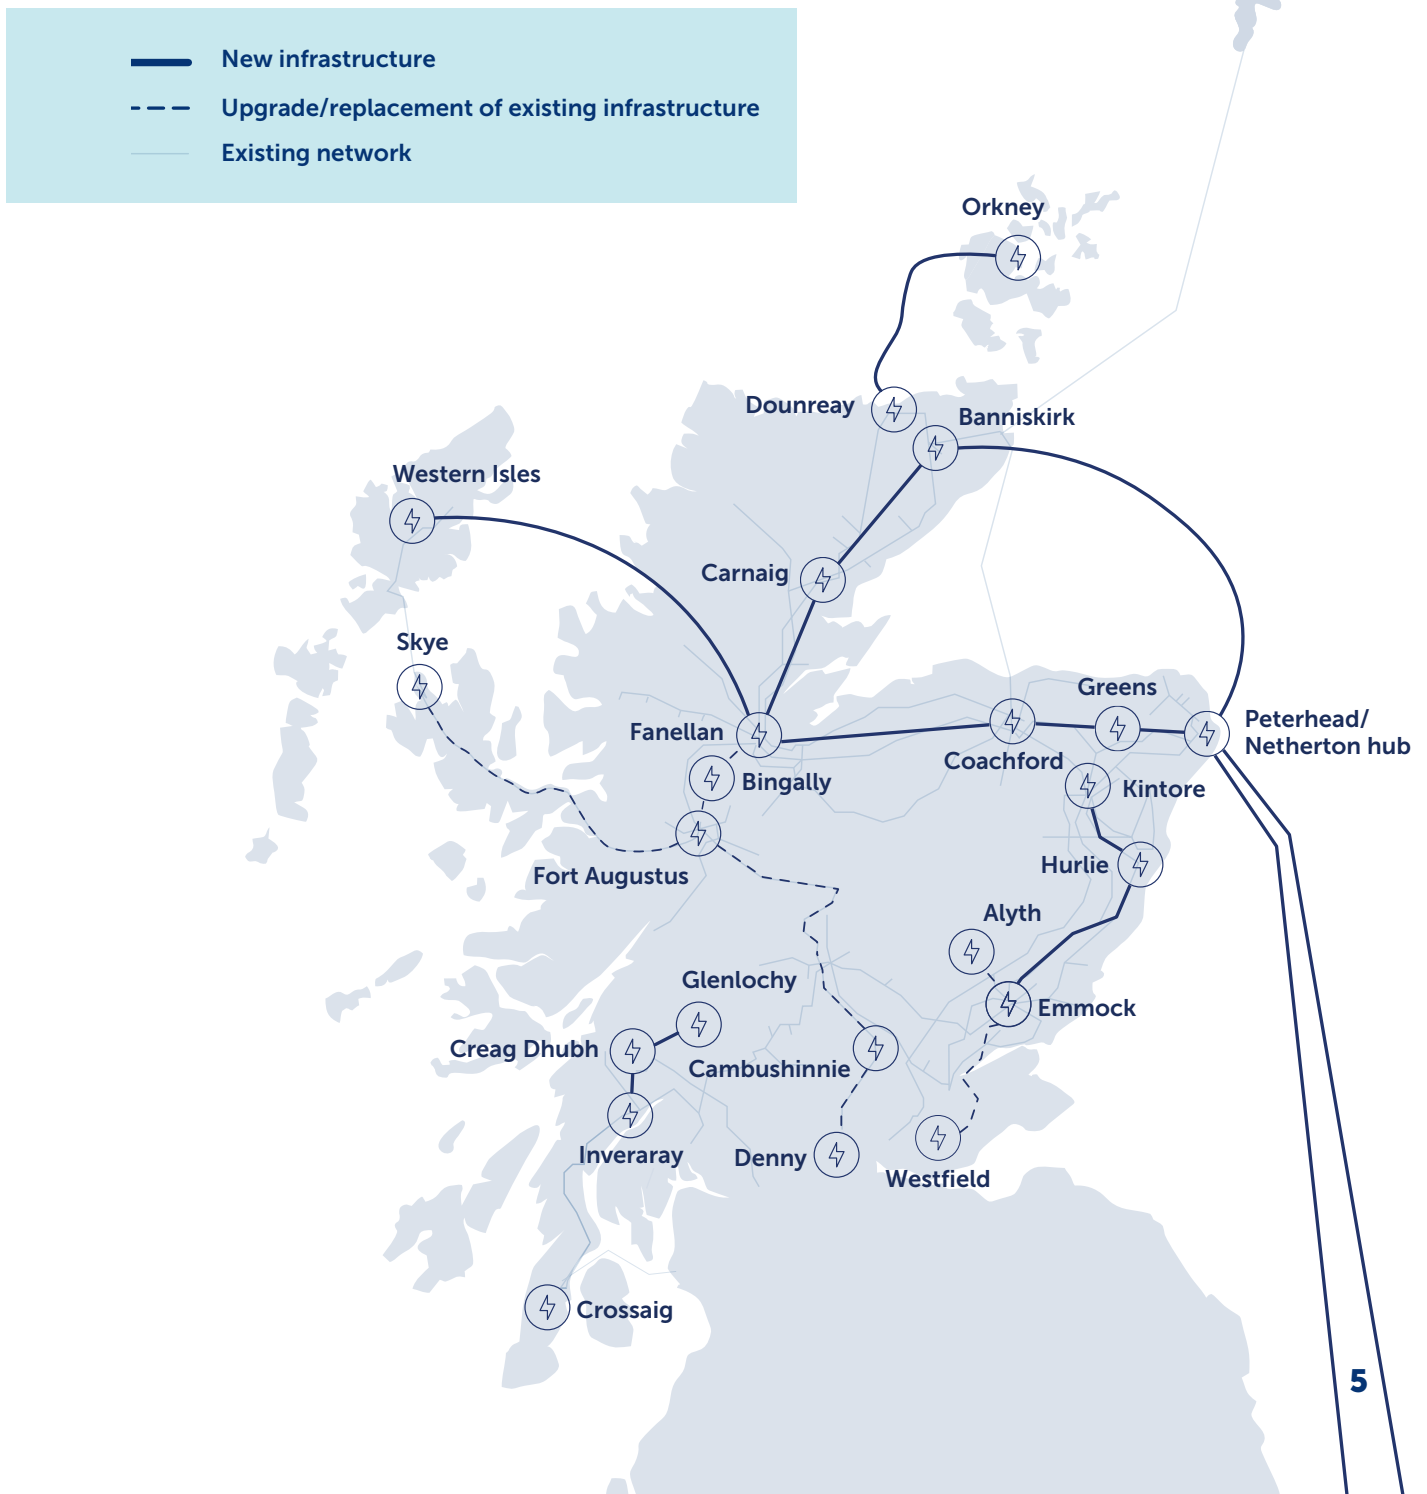 New infrastructure
Upgrade/replacement of existing infrastructure
Existing network
Orkney
Dounreay
Banniskirk
Western Isles
Carnaig
Skye
Greens
Fanellan
Peterhead/
Netherton hub
Coachford
Bingally
Kintore
Hurlie
Fort Augustus
Alyth
Glenlochy
Emmock
Creag Dhubh
Cambushinnie
Inveraray
Denny
Westfield
Crossaig
5